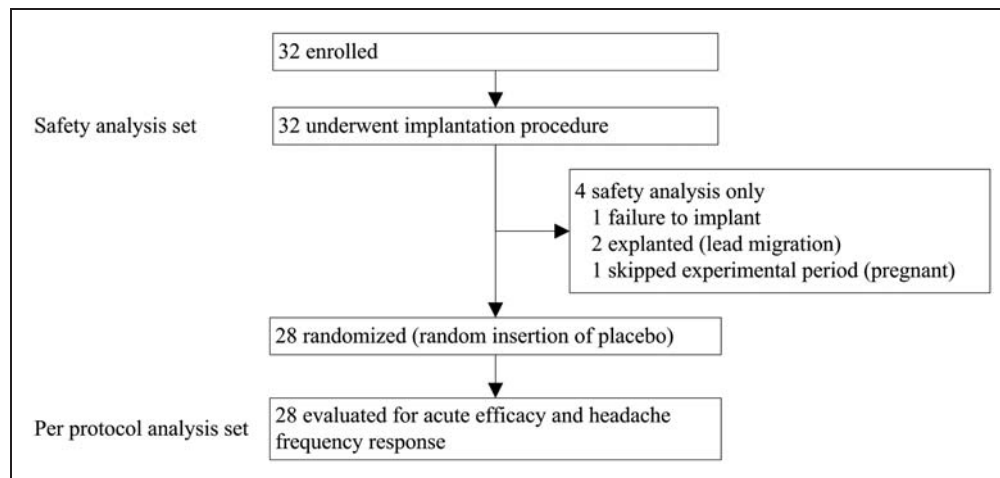 32 enrolled
Safety analysis set
32 underwent implantation procedure
4 safety analysis only
1 failure to implant
2 explanted (lead migration)
1 skipped experimental period (pregnant)
28 randomized (random insertion of placebo)
Per protocol analysis set
28 evaluated for acute efficacy and headache
frequency response